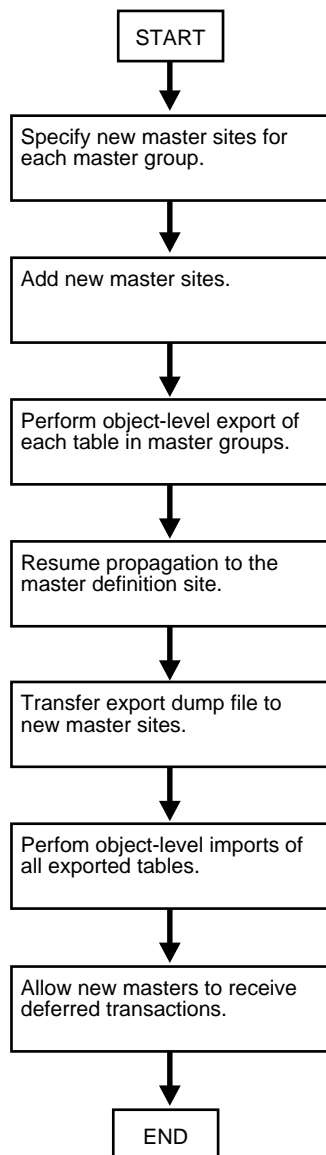 START
Specify new master sites for
each master group.
Add new master sites.
Perform object-level export of
each table in master groups.
Resume propagation to the
master definition site.
Transfer export dump file to
new master sites.
Perfom object-level imports of
all exported tables.
Allow new masters to receive
deferred transactions.
END